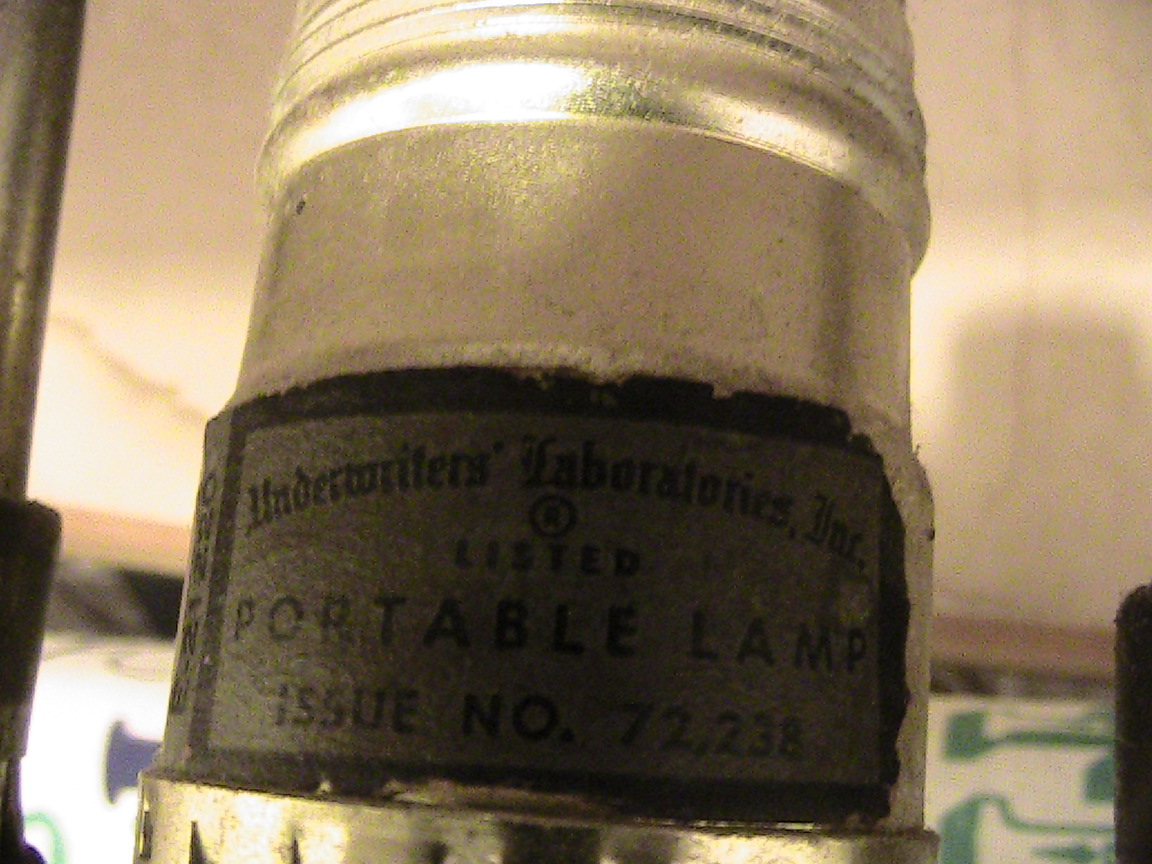 Underwriters' Laboratories, Inc.
®
LISTED
PORTABLE LAMP
ISSUE NO. 72,238